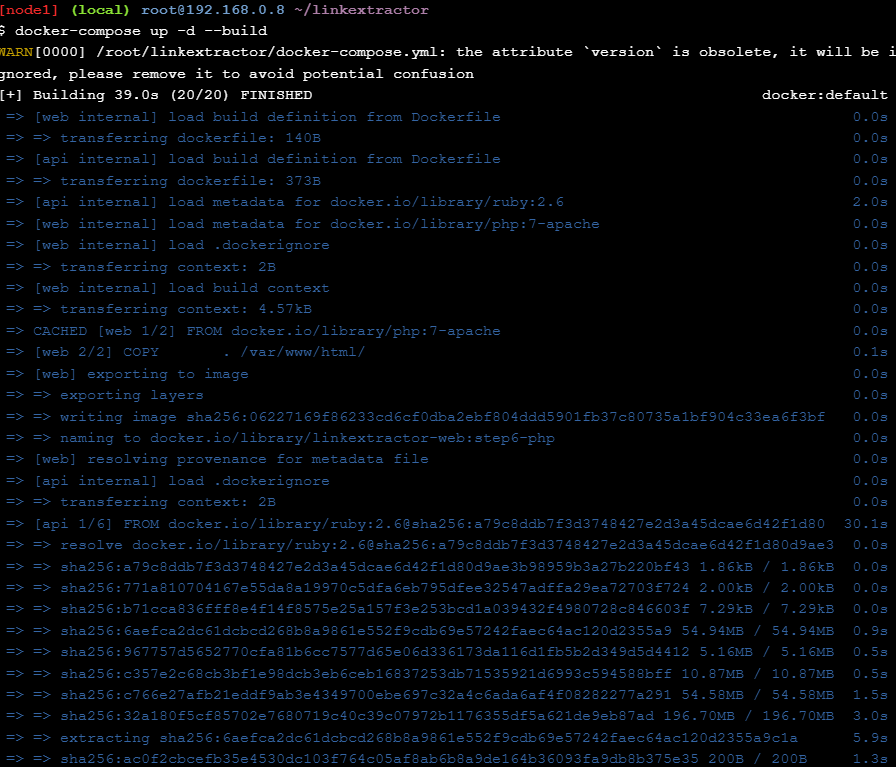 [node1] (local) root@192.168.0.8 ~/linkextractor
$ docker-compose up -d --build
WARN[0000] /root/linkextractor/docker-compose.yml: the attribute `version` is obsolete, it will be i
gnored, please remove it to avoid potential confusion
[+] Building 39.0s (20/20) FINISHED docker:default
=> [web internal] load build definition from Dockerfile 0.0s
=> => transferring dockerfile: 140B 0.0s
=> [api internal] load build definition from Dockerfile 0.0s
=> => transferring dockerfile: 373B 0.0s
=> [api internal] load metadata for docker.io/library/ruby:2.6 2.0s
=> [web internal] load metadata for docker.io/library/php:7-apache 0.0s
=> [web internal] load .dockerignore 0.0s
=> => transferring context: 2B 0.0s
=> [web internal] load build context 0.0s
=> => transferring context: 4.57kB 0.0s
=> CACHED [web 1/2] FROM docker.io/library/php:7-apache 0.0s
=> [web 2/2] COPY . /var/www/html/ 0.1s
=> [web] exporting to image 0.0s
=> => exporting layers 0.0s
=> => writing image sha256:06227169f86233cd6cf0dba2ebf804ddd5901fb37c80735a1bf904c33ea6f3bf 0.0s
=> => naming to docker.io/library/linkextractor-web:step6-php 0.0s
=> [web] resolving provenance for metadata file 0.0s
=> [api internal] load .dockerignore 0.0s
=> => transferring context: 2B 0.0s
=> [api 1/6] FROM docker.io/library/ruby:2.6@sha256:a79c8ddb7f3d3748427e2d3a45dcae6d42f1d80 30.1s
=> => resolve docker.io/library/ruby:2.6@sha256:a79c8ddb7f3d3748427e2d3a45dcae6d42f1d80d9ae3 0.0s
=> => sha256:a79c8ddb7f3d3748427e2d3a45dcae6d42f1d80d9ae3b98959b3a27b220bf43 1.86kB / 1.86kB 0.0s
=> => sha256:771a810704167e55da8a19970c5dfa6eb795dfee32547adffa29ea72703f724 2.00kB / 2.00kB 0.0s
=> => sha256:b71cca836fff8e4f14f8575e25a157f3e253bcd1a039432f4980728c846603f 7.29kB / 7.29kB 0.0s
=> => sha256:6aefca2dc61dcbcd268b8a9861e552f9cdb69e57242faec64ac120d2355a9 54.94MB / 54.94MB 0.9s
=> => sha256:967757d5652770cfa81b6cc7577d65e06d336173da116d1fb5b2d349d5d4412 5.16MB / 5.16MB 0.5s
=> => sha256:c357e2c68cb3bf1e98dcb3eb6ceb16837253db71535921d6993c594588bff 10.87MB / 10.87MB 0.5s
=> => sha256:c766e27afb21eddf9ab3e4349700ebe697c32a4c6ada6af4f08282277a291 54.58MB / 54.58MB 1.5s
=> => sha256:32a180f5cf85702e7680719c40c39c07972b1176355df5a621de9eb87ad 196.70MB / 196.70MB 3.0s
=> => extracting sha256:6aefca2dc61dcbcd268b8a9861e552f9cdb69e57242faec64ac120d2355a9c1a 5.9s
=> => sha256:ac0f2cbcefb35e4530dc103f764c05af8ab6b8a9de164b36093fa9db8b375e35 200B / 200B 1.3s